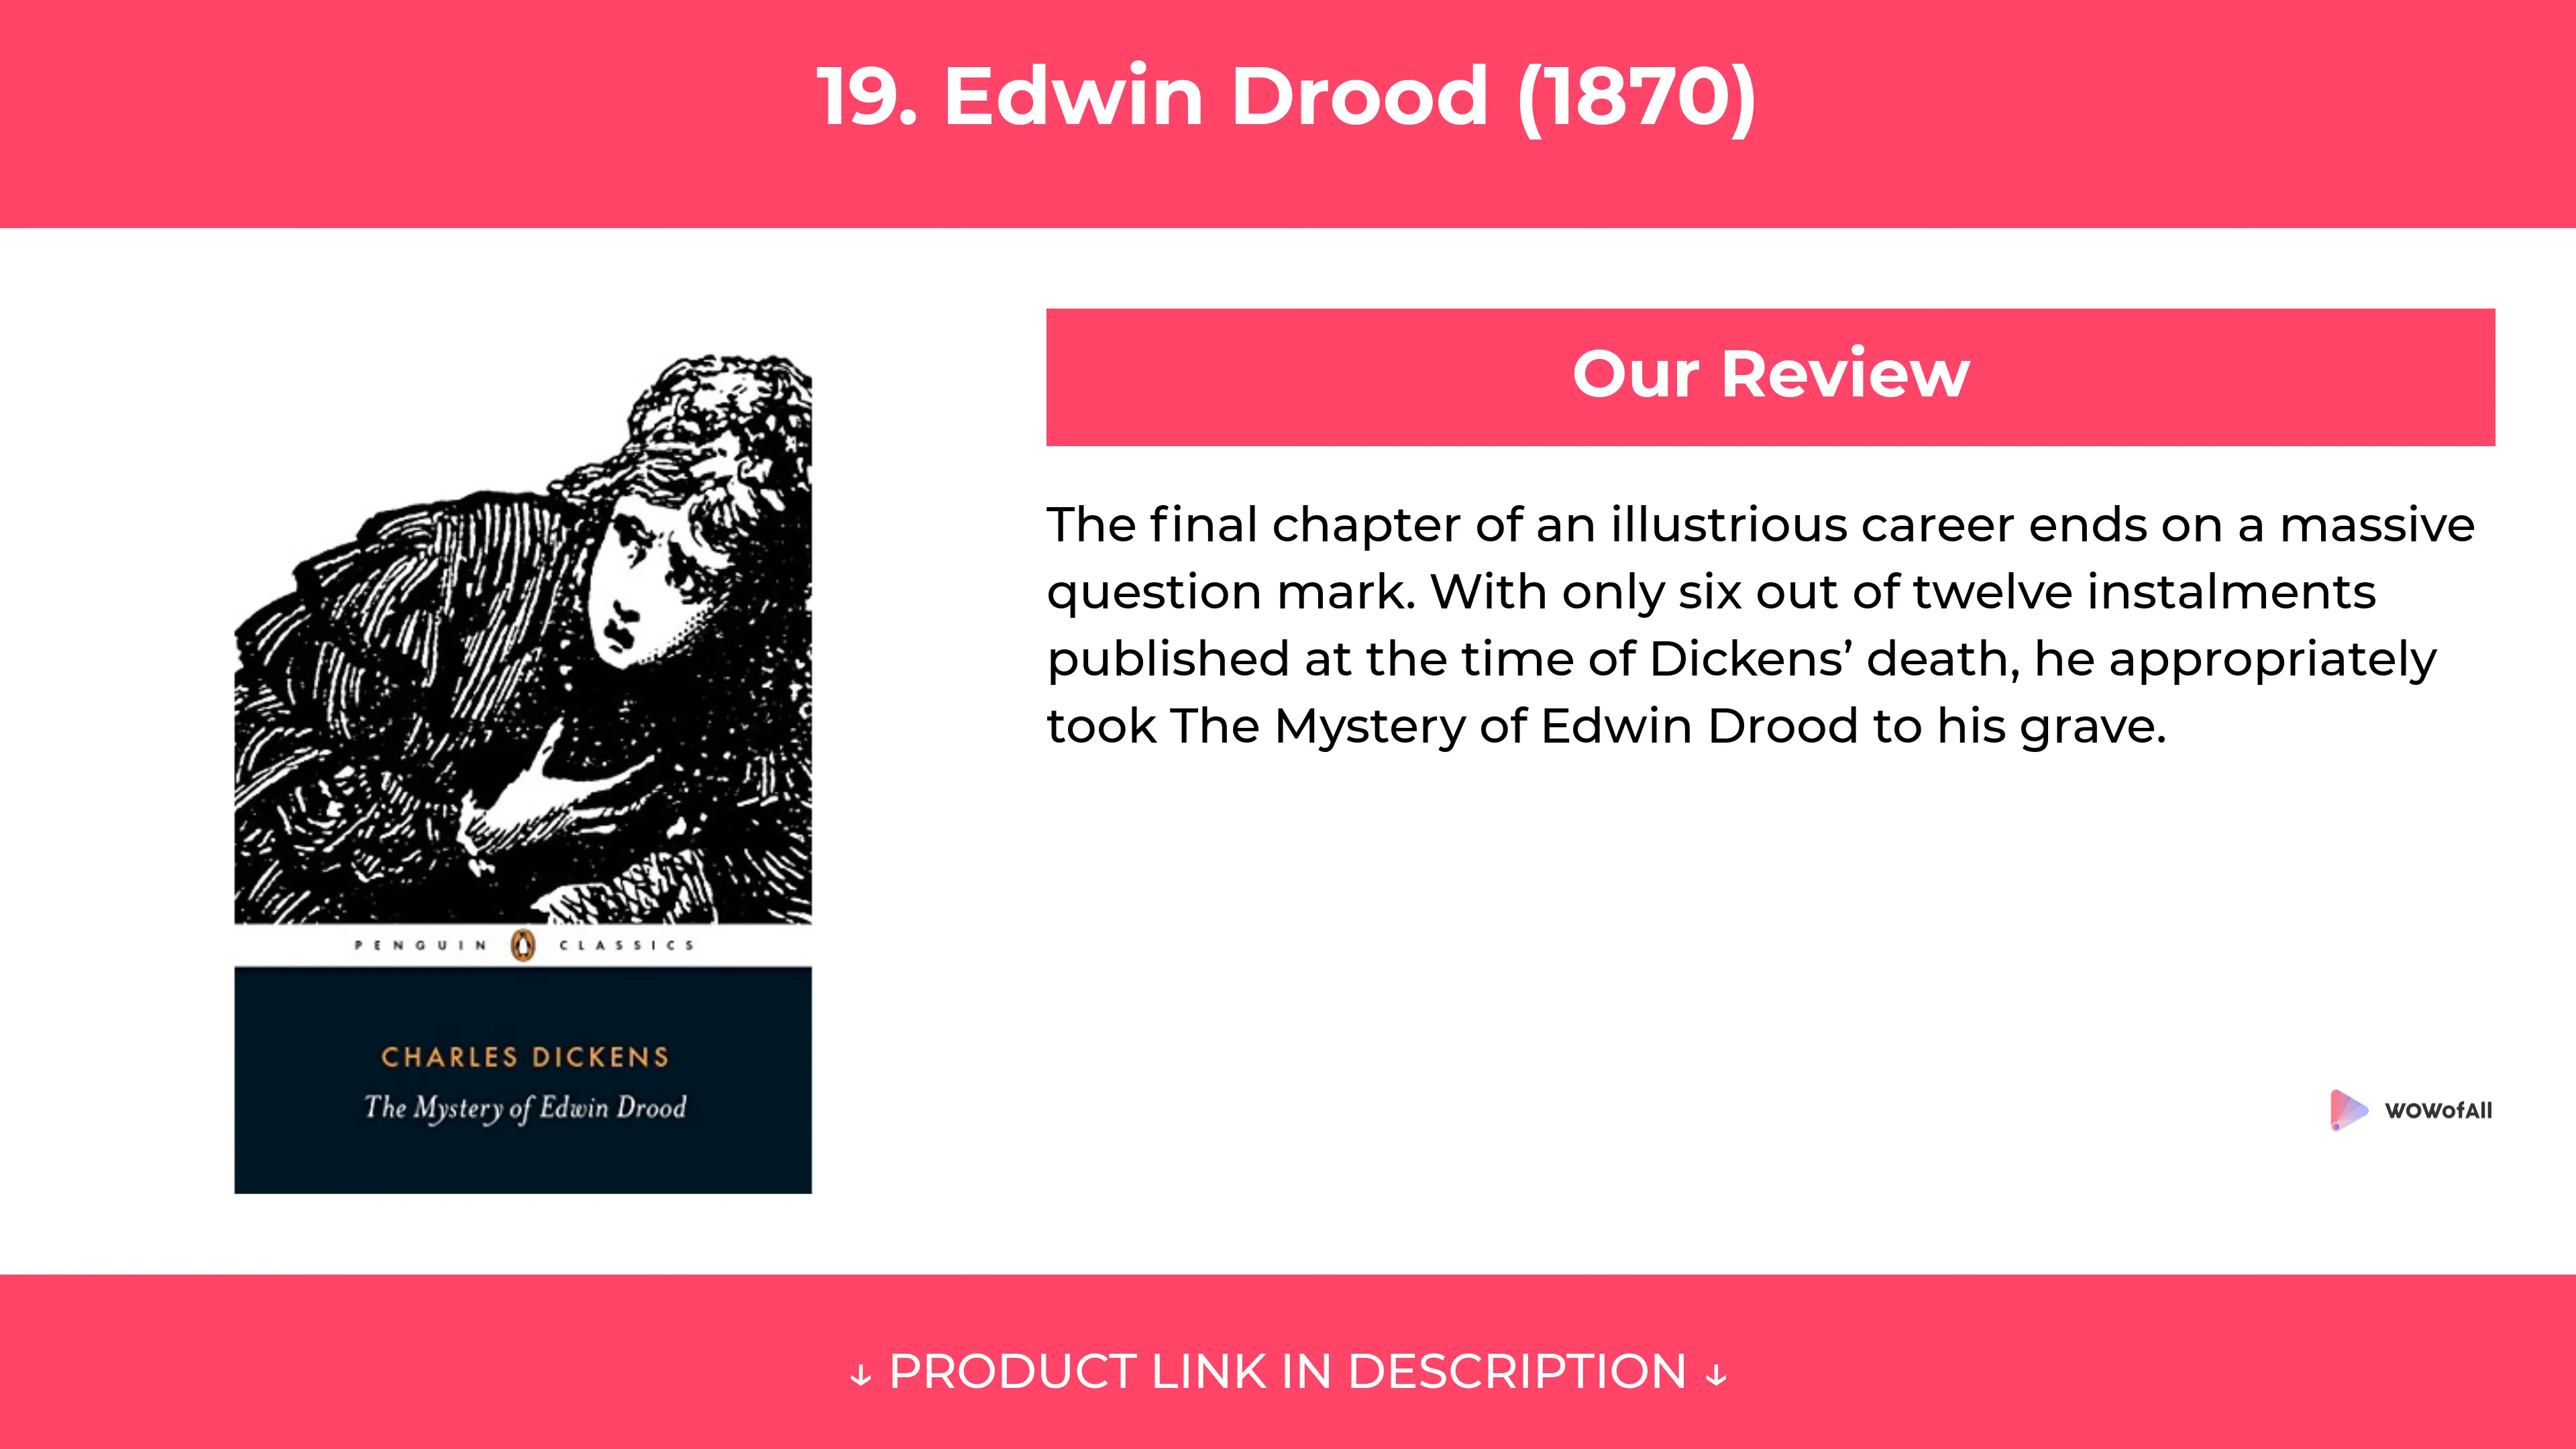 19. Edwin Drood (1870)
Our Review
The final chapter of an illustrious career ends on a massive
question mark. With only six out of twelve instalments
published at the time of Dickens’ death, he appropriately
took The Mystery of Edwin Drood to his grave.
PENGUIN CLASSICS
CHARLES DICKENS
The Mystery of Edwin Drood
WOWofAll
↓ PRODUCT LINK IN DESCRIPTION ↓